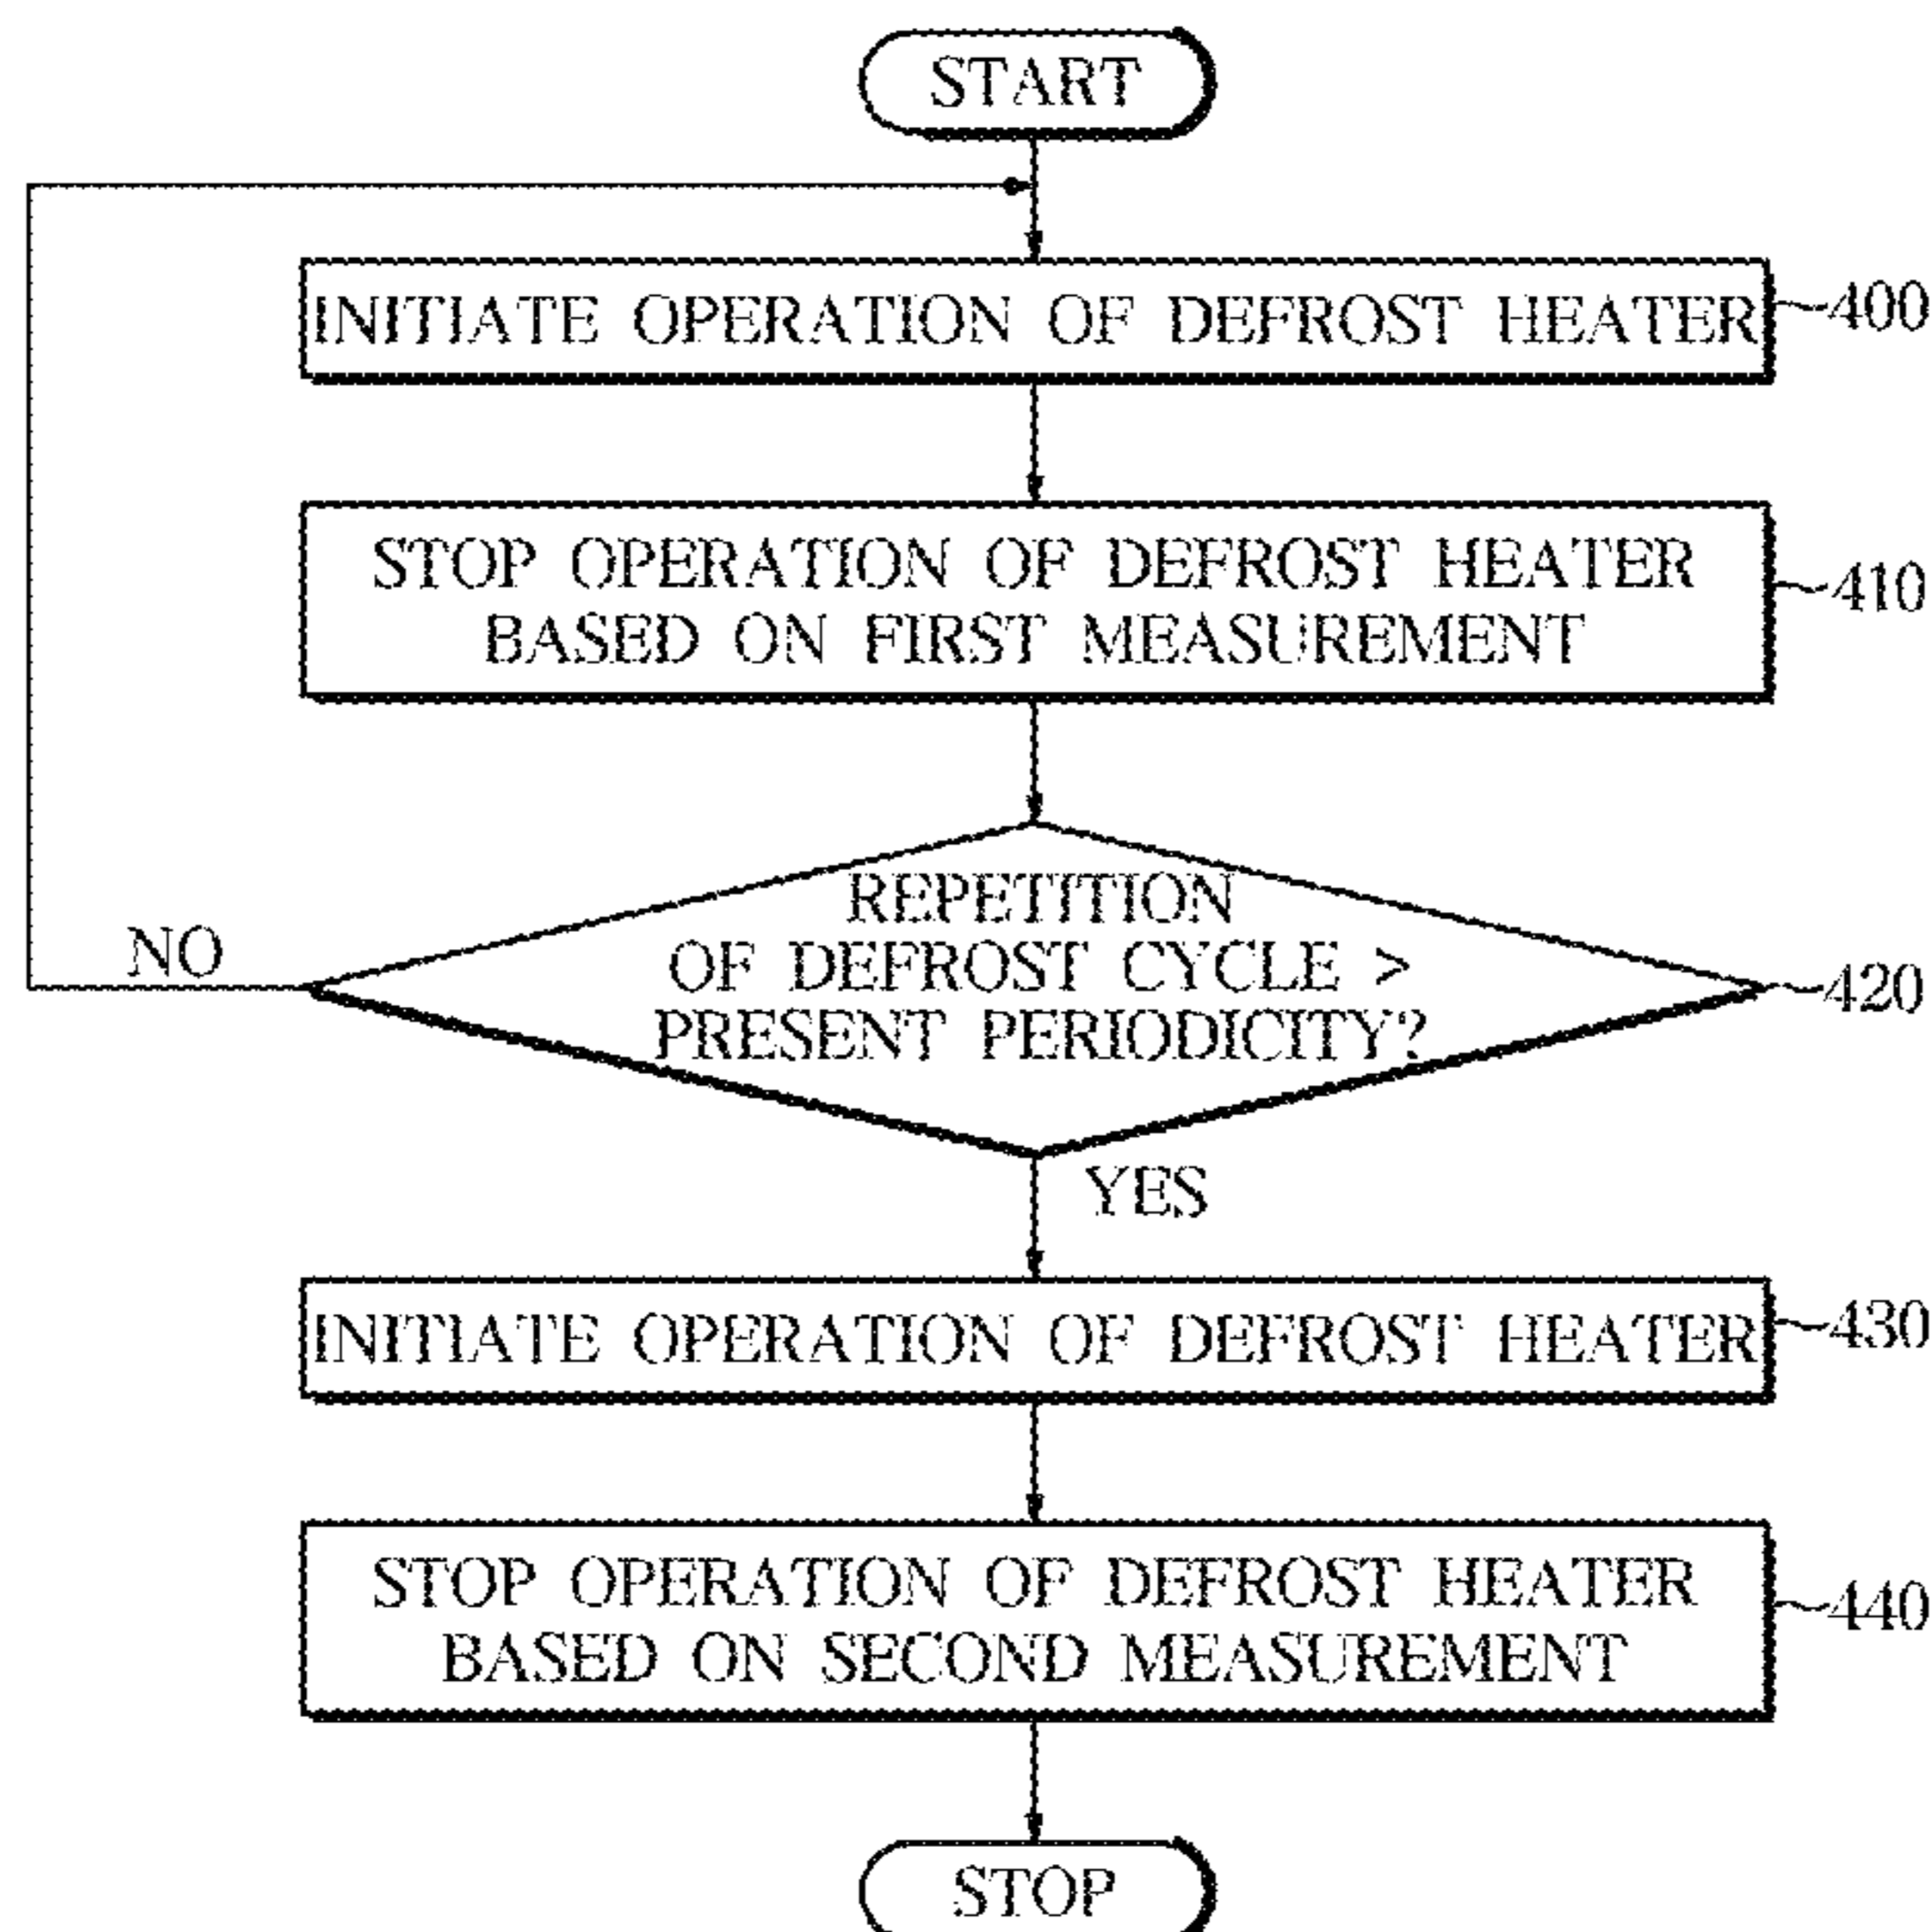 START
INITIATE OPERATION OF DEFROST HEATER
400
STOP OPERATION OF DEFROST HEATER
BASED ON FIRST MEASUREMENT
410
REPETITION
OF DEFROST CYCLE >
PRESENT PERIODICITY?
420
NO
YES
INITIATE OPERATION OF DEFROST HEATER
430
STOP OPERATION OF DEFROST HEATER
BASED ON SECOND MEASUREMENT
440
STOP